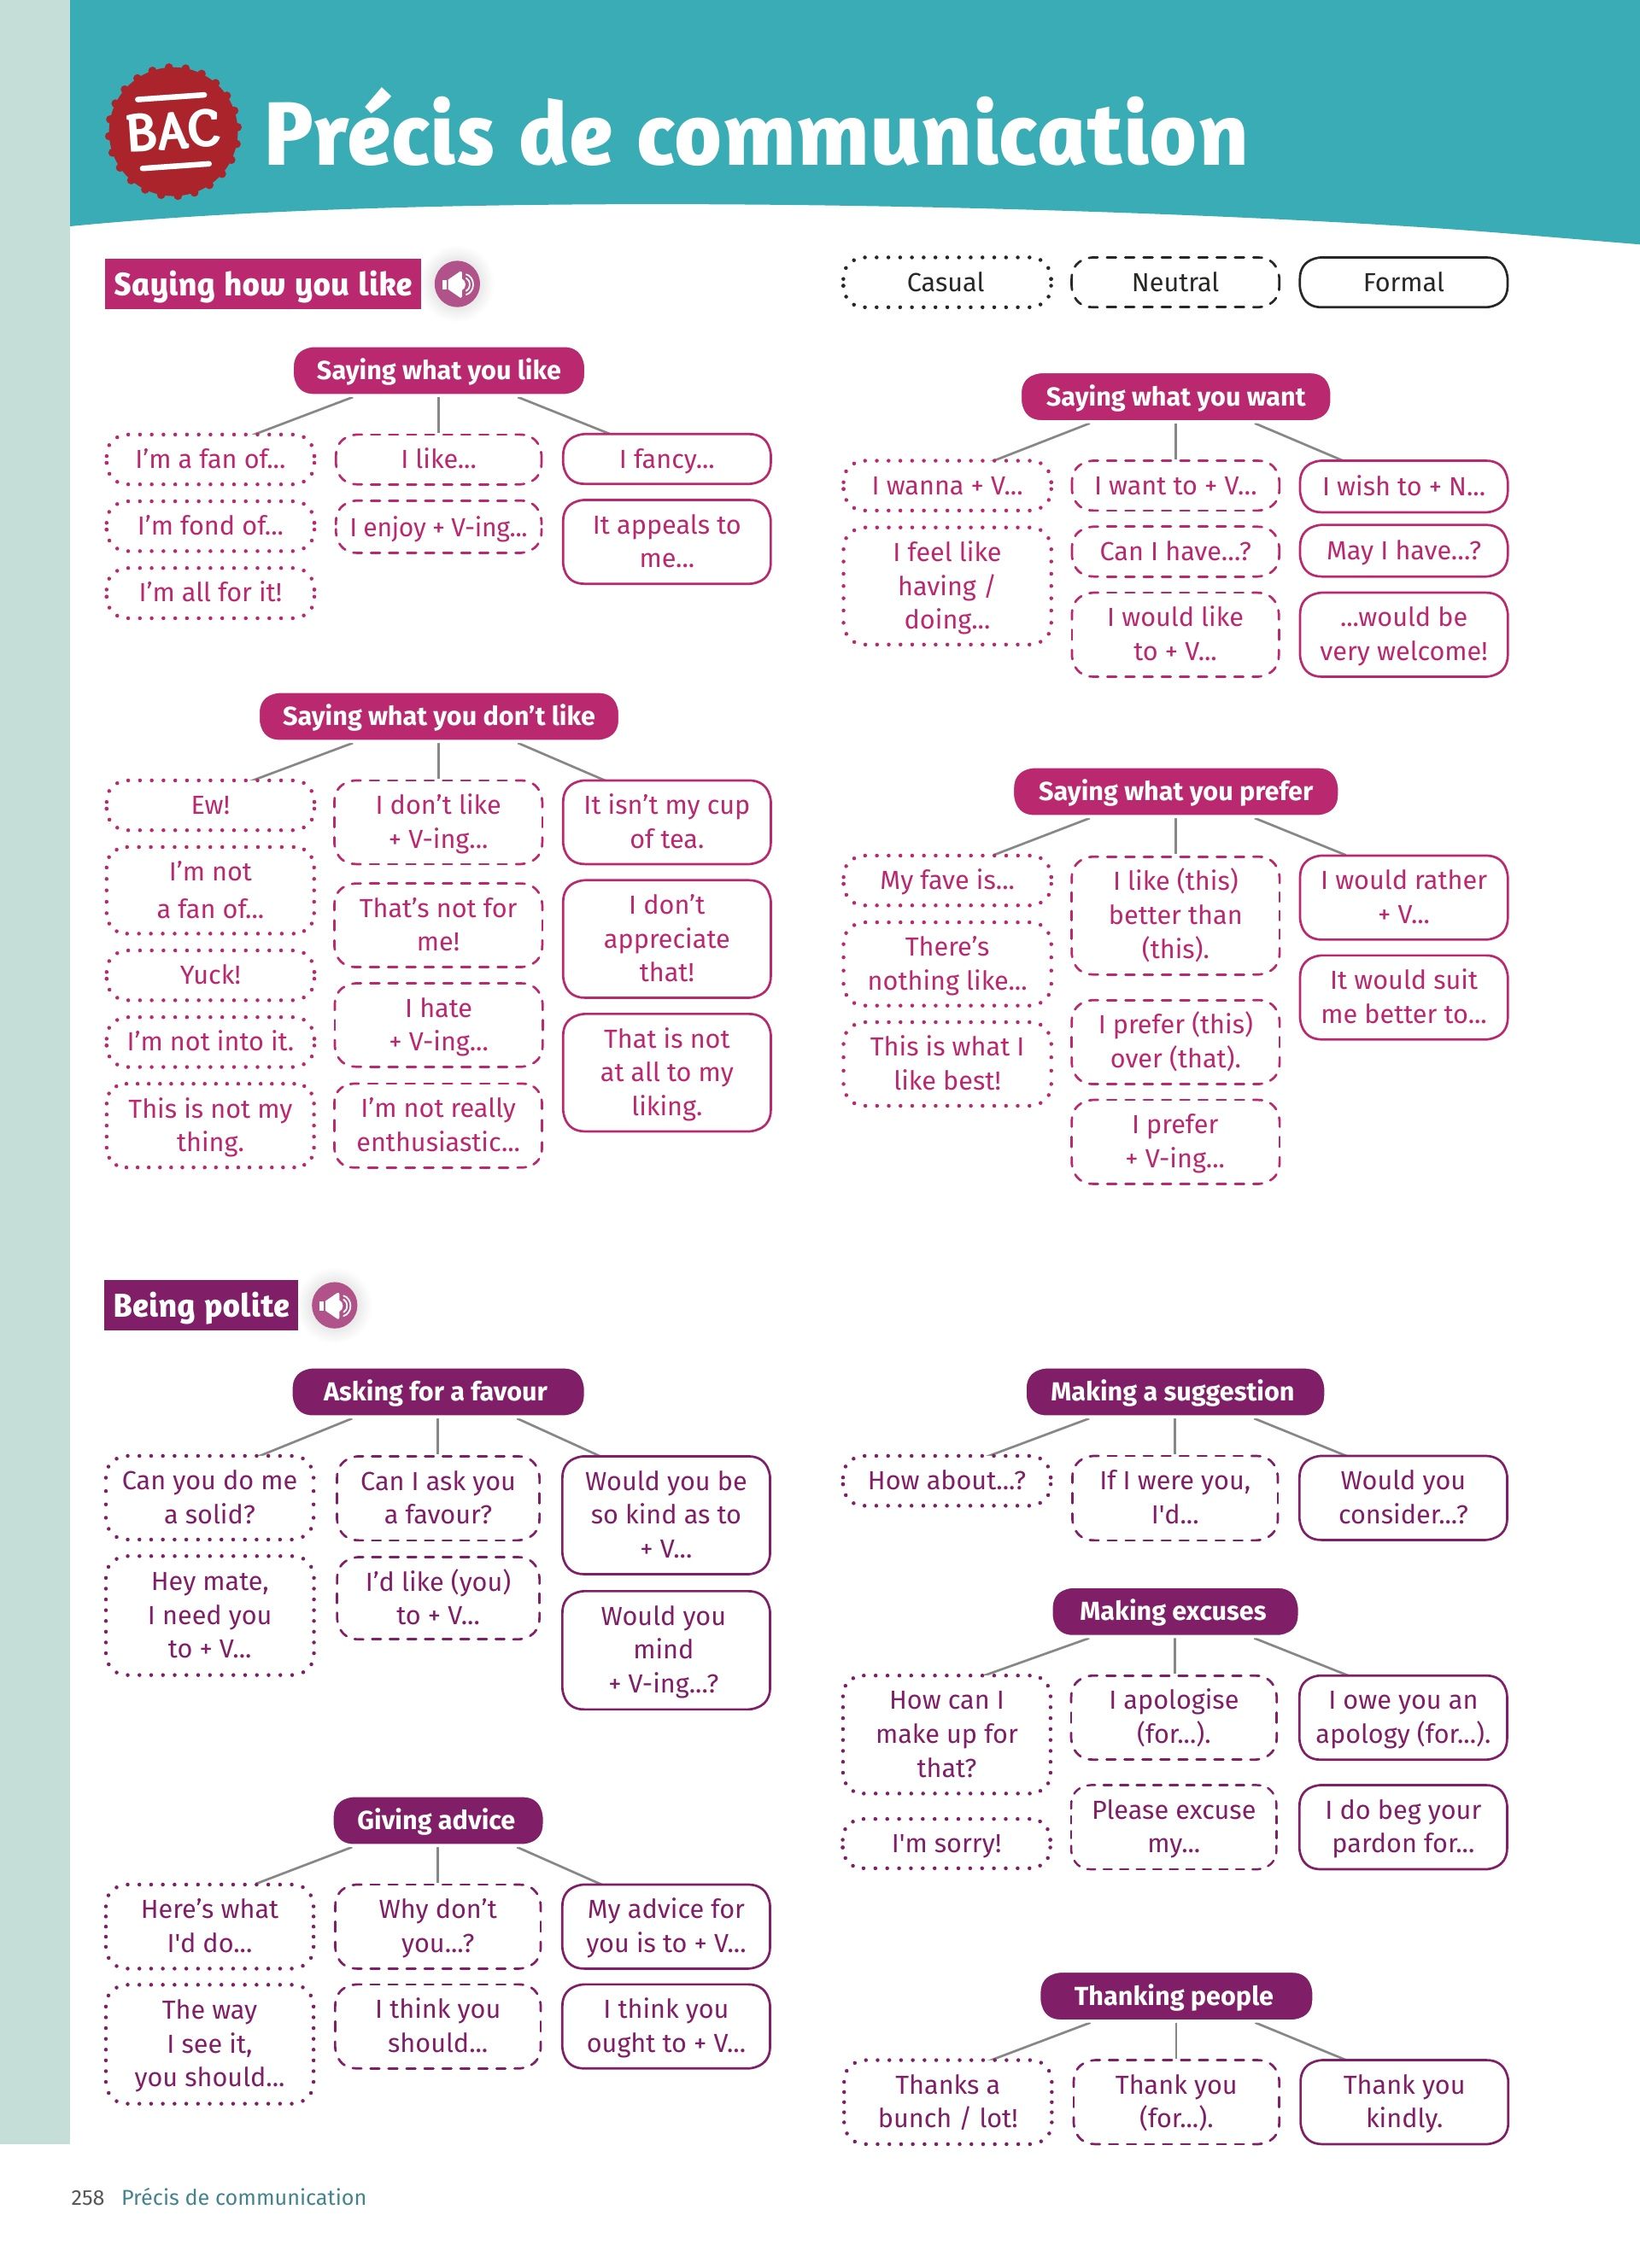 BAC
Précis de communication
Saying how you like
Casual
Neutral
Formal
Saying what you like
I'm a fan of...
I'm fond of...
I'm all for it!
I like...
I enjoy + V-ing...
I fancy...
It appeals to
me...
Saying what you want
I wanna + V...
I feel like
having /
doing...
I want to + V...
Can I have...?
I would like
to + V...
I wish to + N...
May I have...?
...would be
very welcome!
Saying what you don't like
Ew!
I'm not
a fan of...
Yuck!
I'm not into it.
This is not my
thing.
I don't like
+ V-ing...
That's not for
me!
I hate
+ V-ing...
I'm not really
enthusiastic...
It isn't my cup
of tea.
I don't
appreciate
that!
That is not
at all to my
liking.
Saying what you prefer
My fave is...
There's
nothing like...
This is what I
like best!
I like (this)
better than
(this).
I prefer (this)
over (that).
I prefer
+ V-ing...
I would rather
+ V...
It would suit
me better to...
Being polite
Asking for a favour
Can you do me
a solid?
Hey mate,
I need you
to + V...
Can I ask you
a favour?
I'd like (you)
to + V...
Would you be
so kind as to
+ V...
Would you
mind
+ V-ing...?
Making a suggestion
How about...?
If I were you,
I'd...
Would you
consider...?
Making excuses
How can I
make up for
that?
I'm sorry!
I apologise
(for...).
Please excuse
my...
I owe you an
apology (for...).
I do beg your
pardon for...
Giving advice
Here's what
I'd do...
The way
I see it,
you should...
Why don't
you...?
I think you
should...
My advice for
you is to + V...
I think you
ought to + V...
Thanking people
Thanks a
bunch / lot!
Thank you
(for...).
Thank you
kindly.
258 Précis de communication